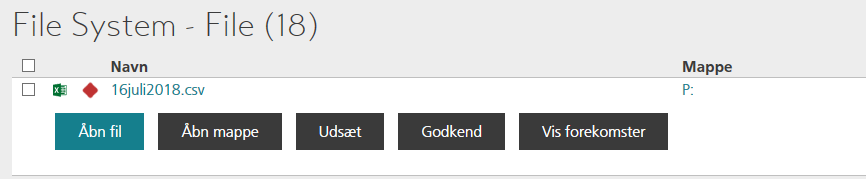 File System - File (18)
Navn Mappe
16juli2018.csv P:
Åbn fil Åbn mappe Udsæt Godkend Vis forekomster